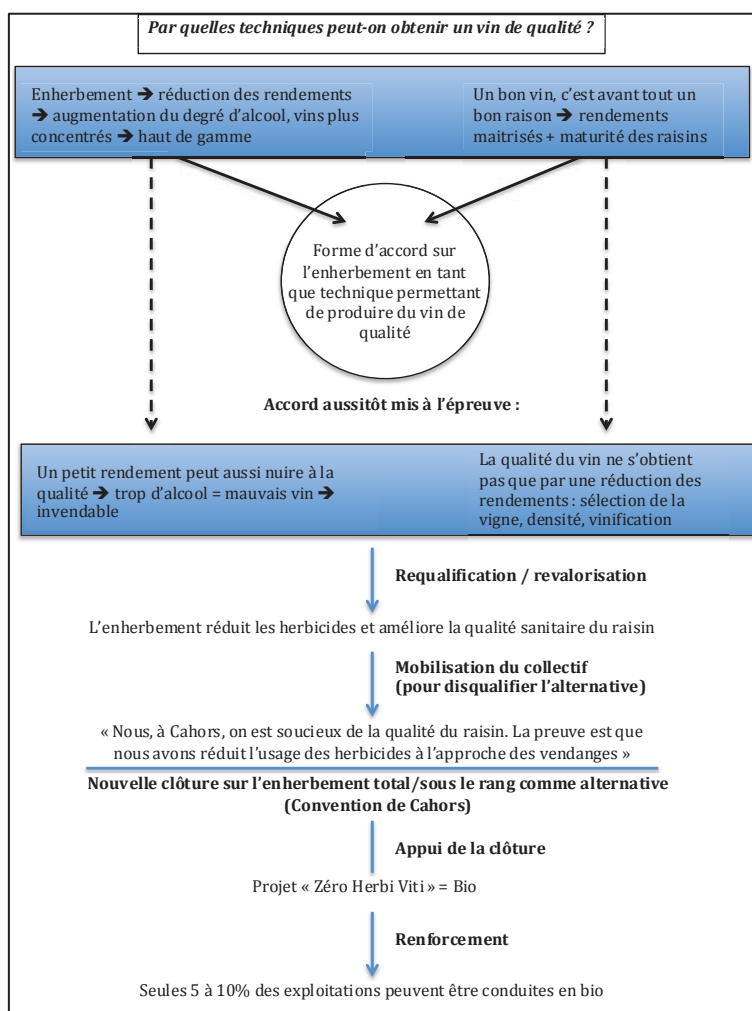 Par quelles techniques peut-on obtenir un vin de qualité ?
Enherbement ➔ réduction des rendements
➔ augmentation du degré d'alcool, vins plus
concentrés ➔ haut de gamme
Un bon vin, c'est avant tout un
bon raison ➔ rendements
maitrisés + maturité des raisins
Forme d'accord sur
l'enherbement en tant
que technique permettant
de produire du vin de
qualité
Accord aussitôt mis à l'épreuve :
Un petit rendement peut aussi nuire à la
qualité ➔ trop d'alcool = mauvais vin ➔
invendable
La qualité du vin ne s'obtient
pas que par une réduction des
rendements : sélection de la
vigne, densité, vinification
Requalification / revalorisation
L'enherbement réduit les herbicides et améliore la qualité sanitaire du raisin
Mobilisation du collectif
(pour disqualifier l'alternative)
« Nous, à Cahors, on est soucieux de la qualité du raisin. La preuve est que
nous avons réduit l'usage des herbicides à l'approche des vendanges »
Nouvelle clôture sur l'enherbement total/sous le rang comme alternative
(Convention de Cahors)
Appui de la clôture
Projet « Zéro Herbi Viti » = Bio
Renforcement
Seules 5 à 10% des exploitations peuvent être conduites en bio